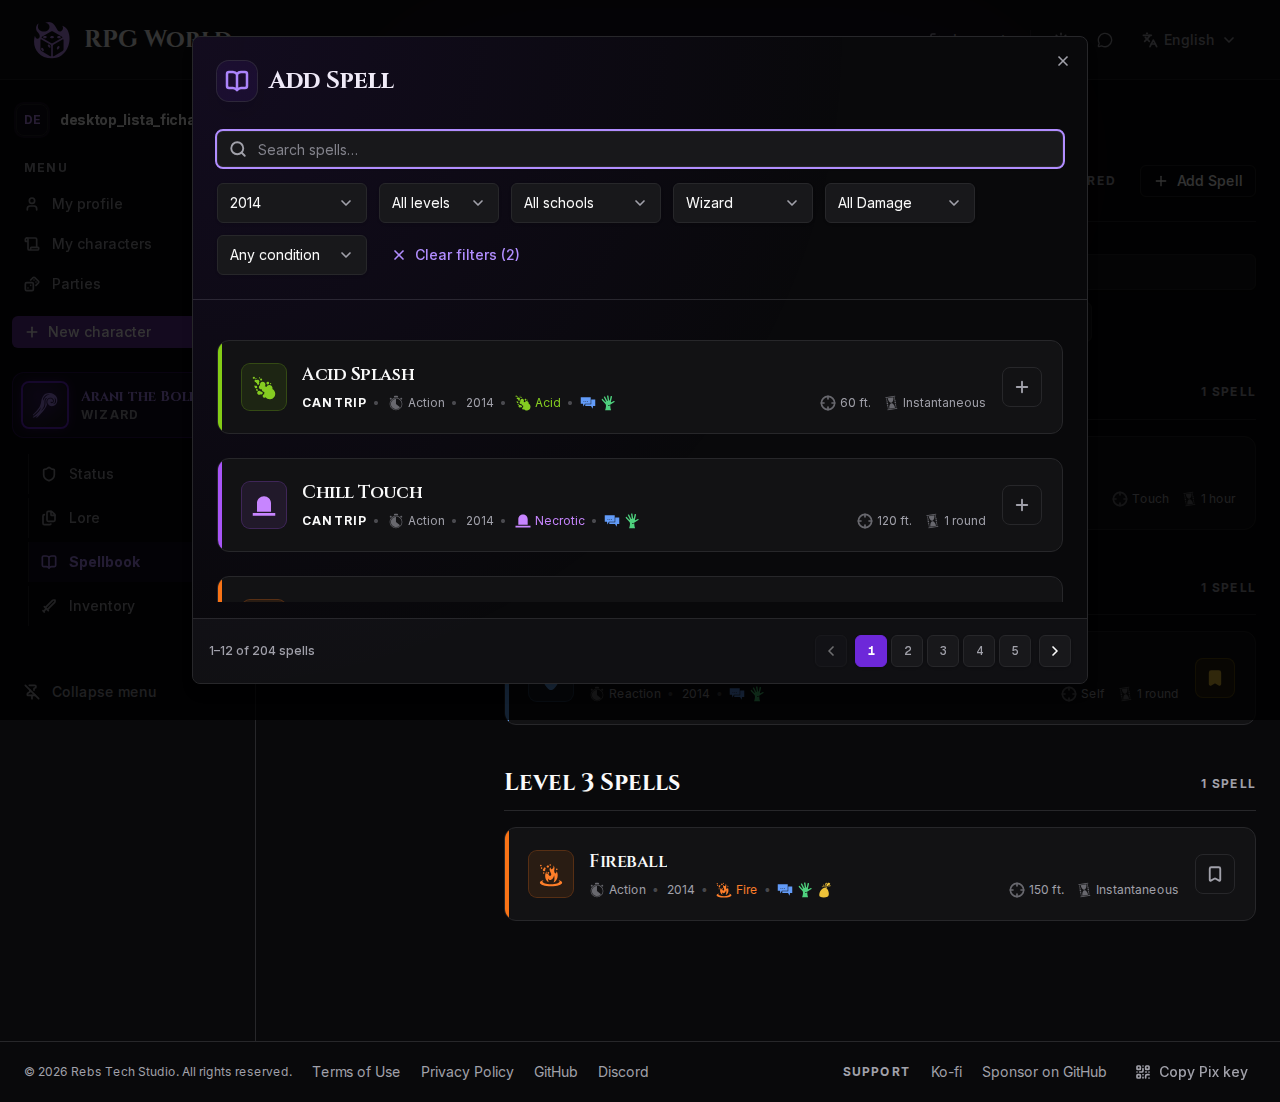 RPG World
English
DE
desktop_lista_ficha
MENU
My profile
My characters
Parties
New character
Arani the Bol
WIZARD
Status
Lore
Spellbook
Inventory
Collapse menu
Add Spell
Search spells...
2014
All levels
All schools
Wizard
All Damage
Any condition
Clear filters (2)
Acid Splash
CANTRIP • Action • 2014 • Acid •
60 ft.
Instantaneous
Chill Touch
CANTRIP • Action • 2014 • Necrotic •
120 ft.
1 round
1–12 of 204 spells
1
2
3
4
5
RED
Add Spell
1 SPELL
Touch
1 hour
1 SPELL
Reaction • 2014 •
Self
1 round
Level 3 Spells
1 SPELL
Fireball
Action • 2014 • Fire •
150 ft.
Instantaneous
© 2026 Rebs Tech Studio. All rights reserved.
Terms of Use
Privacy Policy
GitHub
Discord
SUPPORT
Ko-fi
Sponsor on GitHub
Copy Pix key